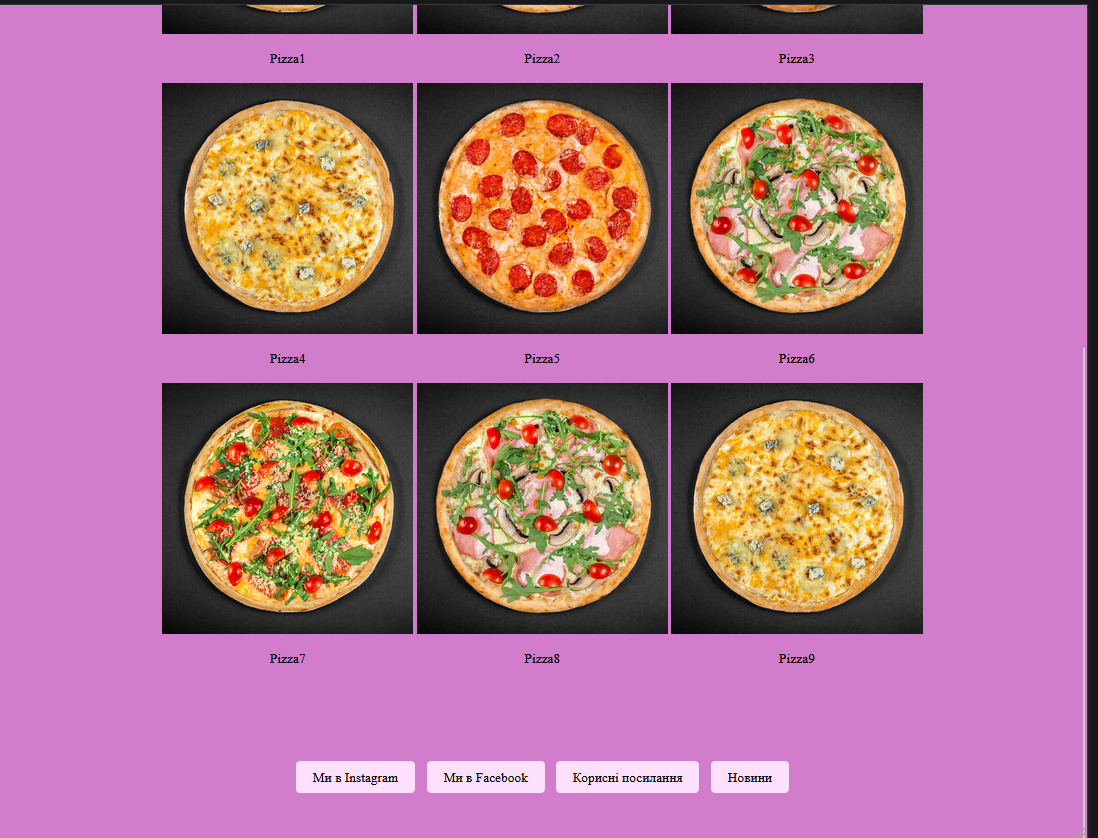 Pizza1 Pizza2 Pizza3
Pizza4 Pizza5 Pizza6
Pizza7 Pizza8 Pizza9
Ми в Instagram Ми в Facebook Корисні посилання Новини